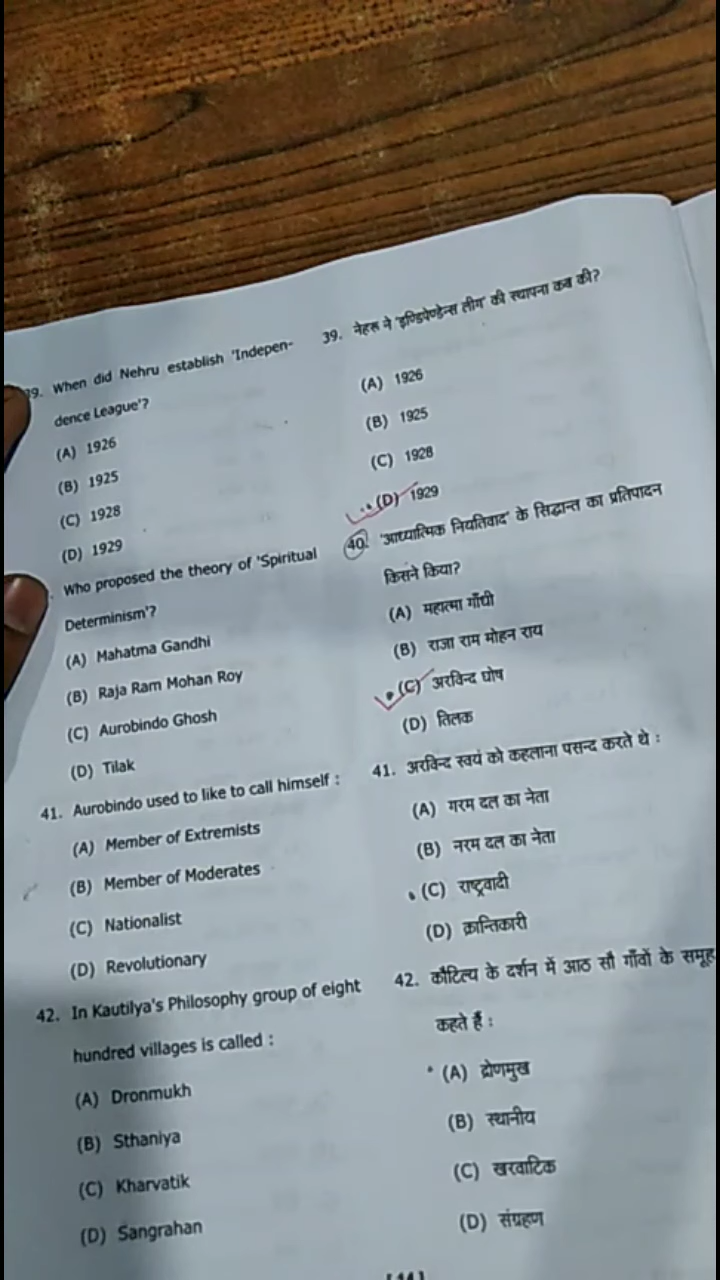 9. When did Nehru establish 'Indepen-
dence League'?
(A) 1926
(B) 1925
(C) 1928
(D) 1929
Who proposed the theory of 'Spiritual
Determinism'?
(A) Mahatma Gandhi
(B) Raja Ram Mohan Roy
(C) Aurobindo Ghosh
(D) Tilak
41. Aurobindo used to like to call himself :
(A) Member of Extremists
(B) Member of Moderates
(C) Nationalist
(D) Revolutionary
42. In Kautilya's Philosophy group of eight
hundred villages is called :
(A) Dronmukh
(B) Sthaniya
(C) Kharvatik
(D) Sangrahan
39. नेहरू ने 'इण्डिपेण्डेन्स लीग' की स्थापना कब की?
(A) 1926
(B) 1925
(C) 1928
(D) 1929
40. 'आध्यात्मिक नियतिवाद' के सिद्धान्त का प्रतिपादन
किसने किया?
(A) महात्मा गाँधी
(B) राजा राम मोहन राय
(C) अरविन्द घोष
(D) तिलक
41. अरविन्द स्वयं को कहलाना पसन्द करते थे :
(A) गरम दल का नेता
(B) नरम दल का नेता
(C) राष्ट्रवादी
(D) क्रान्तिकारी
42. कौटिल्य के दर्शन में आठ सौ गाँवों के समूह
कहते हैं :
(A) द्रोणमुख
(B) स्थानीय
(C) खरवाटिक
(D) संग्रहण